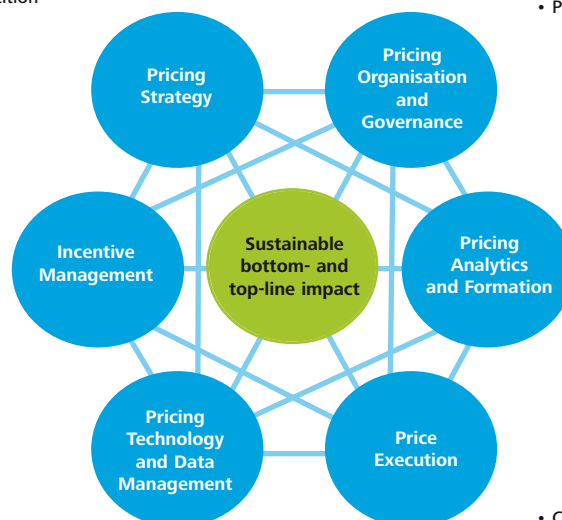 • P
Pricing
Strategy
Pricing
Organisation
and
Governance
Incentive
Management
Sustainable
bottom- and
top-line impact
Pricing
Analytics
and Formation
Pricing
Technology
and Data
Management
Price
Execution
• C